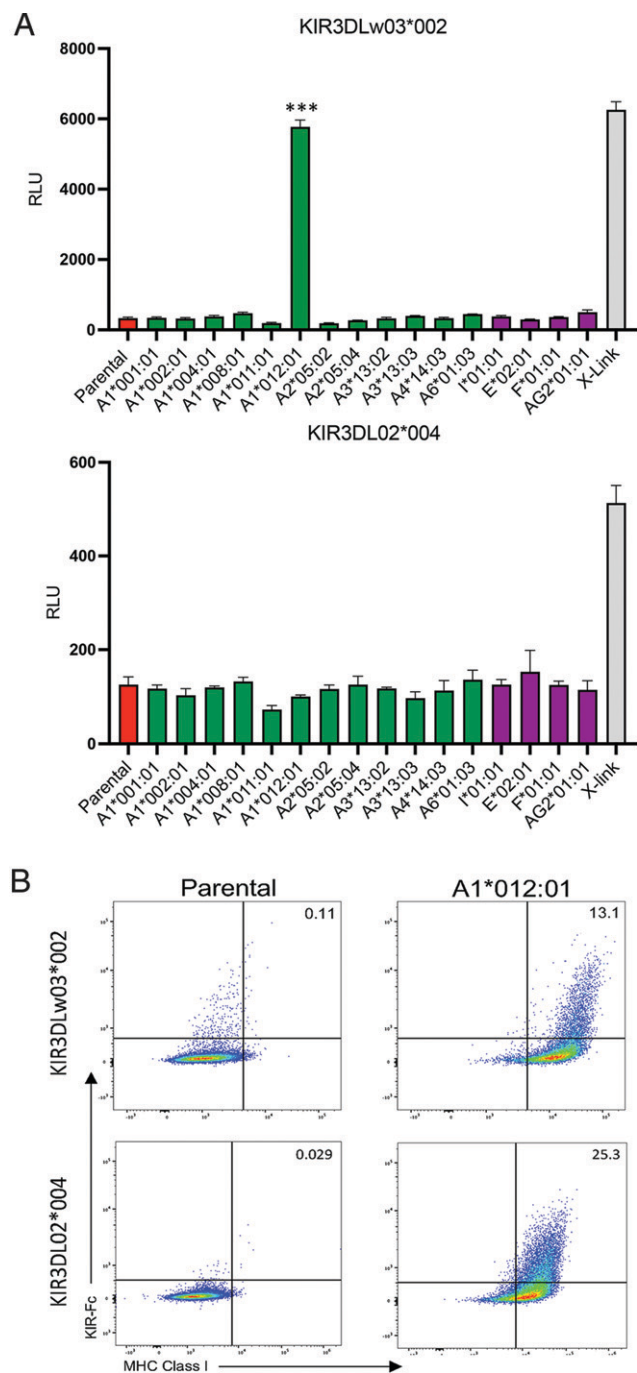 A
KIR3DLw03*002
8000
6000
4000
2000
0
RLU
***
Parental
A1*001:01
A1*002:01
A1*004:01
A1*008:01
A1*011:01
A1*012:01
A2*05:02
A2*05:04
A3*13:02
A3*13:03
A4*14:03
A6*01:03
I*01:01
E*02:01
F*01:01
AG2*01:01
X-Link
KIR3DL02*004
600
400
200
0
RLU
Parental
A1*001:01
A1*002:01
A1*004:01
A1*008:01
A1*011:01
A1*012:01
A2*05:02
A2*05:04
A3*13:02
A3*13:03
A4*14:03
A6*01:03
I*01:01
E*02:01
F*01:01
AG2*01:01
X-link
B
Parental
A1*012:01
KIR3DLw03*002
0.11
13.1
KIR3DL02*004
0.029
25.3
KIR-Fc
MHC Class I